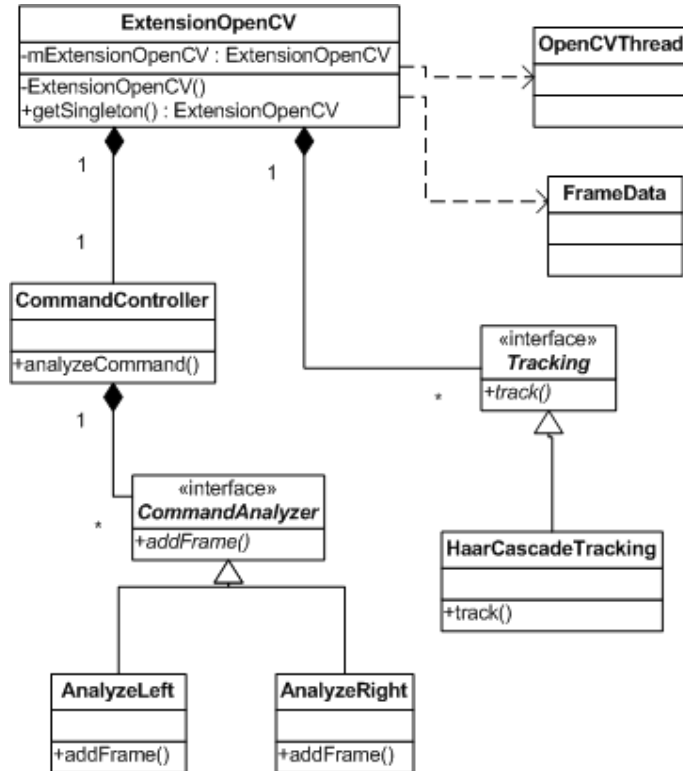 ExtensionOpenCV
-mExtensionOpenCV : ExtensionOpenCV
-ExtensionOpenCV()
+getSingleton() : ExtensionOpenCV
OpenCVThread
FrameData
1
1
1
CommandController
+analyzeCommand()
1
*
«interface»
Tracking
+track()
*
«interface»
CommandAnalyzer
+addFrame()
HaarCascadeTracking
+track()
AnalyzeLeft
+addFrame()
AnalyzeRight
+addFrame()